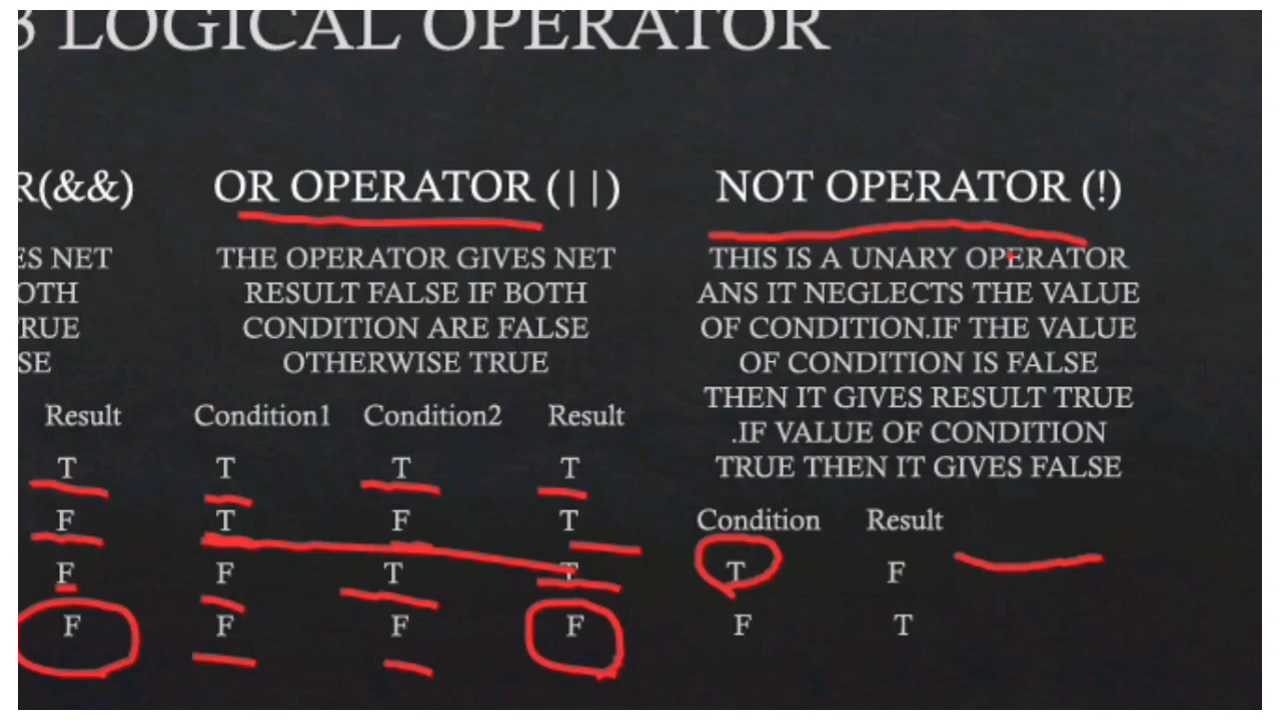 3 LOGICAL OPERATOR
R(&&)
ES NET
OTH
RUE
SE
Result
T
F
F
F
OR OPERATOR (||)
THE OPERATOR GIVES NET
RESULT FALSE IF BOTH
CONDITION ARE FALSE
OTHERWISE TRUE
Condition1 Condition2 Result
T T T
T F T
F T T
F F F
NOT OPERATOR (!)
THIS IS A UNARY OPERATOR
ANS IT NEGLECTS THE VALUE
OF CONDITION.IF THE VALUE
OF CONDITION IS FALSE
THEN IT GIVES RESULT TRUE
.IF VALUE OF CONDITION
TRUE THEN IT GIVES FALSE
Condition Result
T F
F T